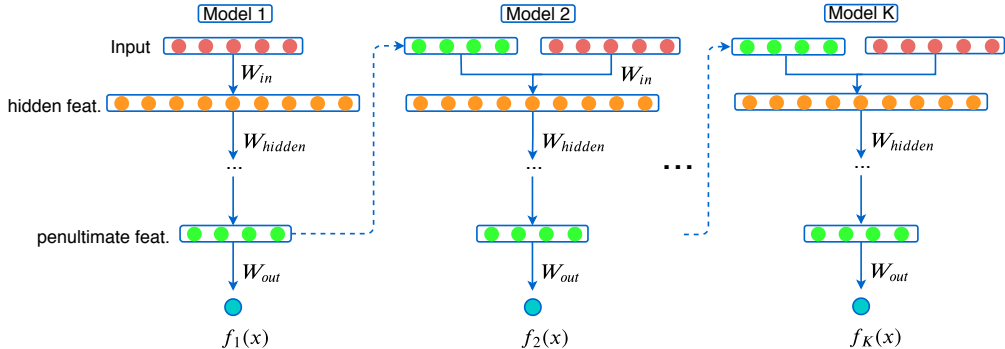 Model 1
Model 2
Model K
Input
W_in
W_in
hidden feat.
W_hidden
W_hidden
W_hidden
...
...
...
...
penultimate feat.
W_out
W_out
W_out
f_1(x)
f_2(x)
f_K(x)